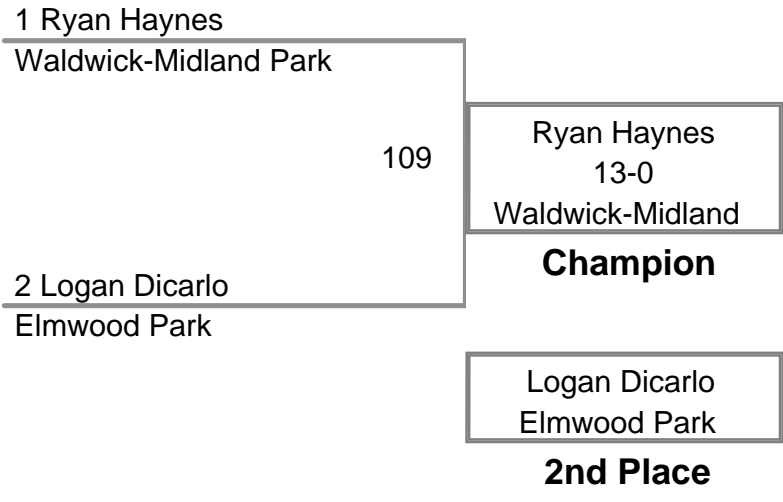 1 Ryan Haynes
Waldwick-Midland Park
109
Ryan Haynes
13-0
Waldwick-Midland
Champion
2 Logan Dicarlo
Elmwood Park
Logan Dicarlo
Elmwood Park
2nd Place